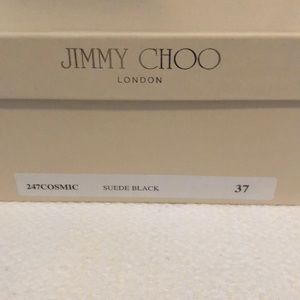 JIMMY CHOO
LONDON
247COSMIC SUEDE BLACK 37